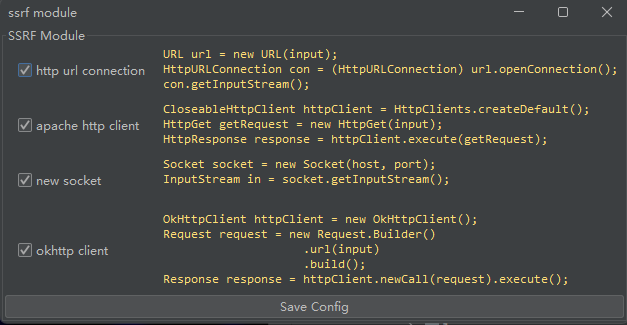 ssrf module
SSRF Module
http url connection
URL url = new URL(input);
HttpURLConnection con = (HttpURLConnection) url.openConnection();
con.getInputStream();
apache http client
CloseableHttpClient httpClient = HttpClients.createDefault();
HttpGet getRequest = new HttpGet(input);
HttpResponse response = httpClient.execute(getRequest);
new socket
Socket socket = new Socket(host, port);
InputStream in = socket.getInputStream();
okhttp client
OkHttpClient httpClient = new OkHttpClient();
Request request = new Request.Builder()
.url(input)
.build();
Response response = httpClient.newCall(request).execute();
Save Config